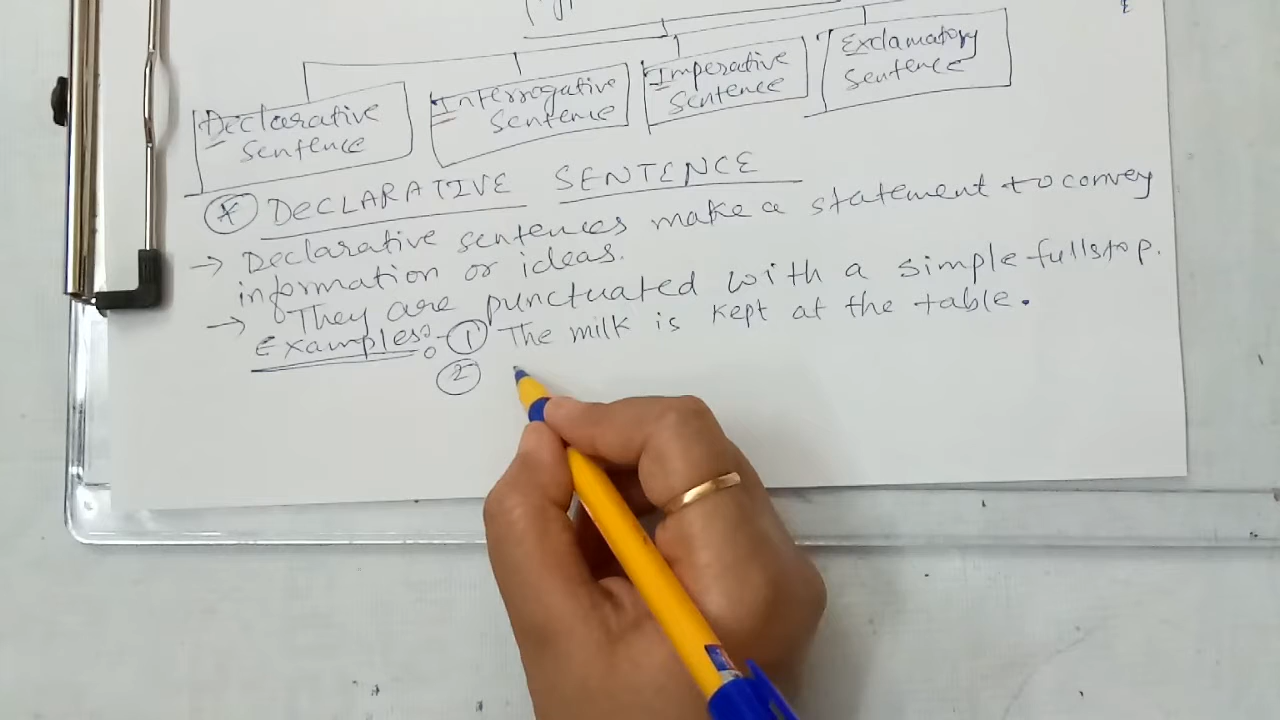 Declarative Sentence
Interrogative Sentence
Imperative Sentence
Exclamatory Sentence
* DECLARATIVE SENTENCE
→ Declarative sentences make a statement to convey
information or ideas.
→ They are punctuated with a simple fullstop.
Examples:- ① The milk is kept at the table.
②